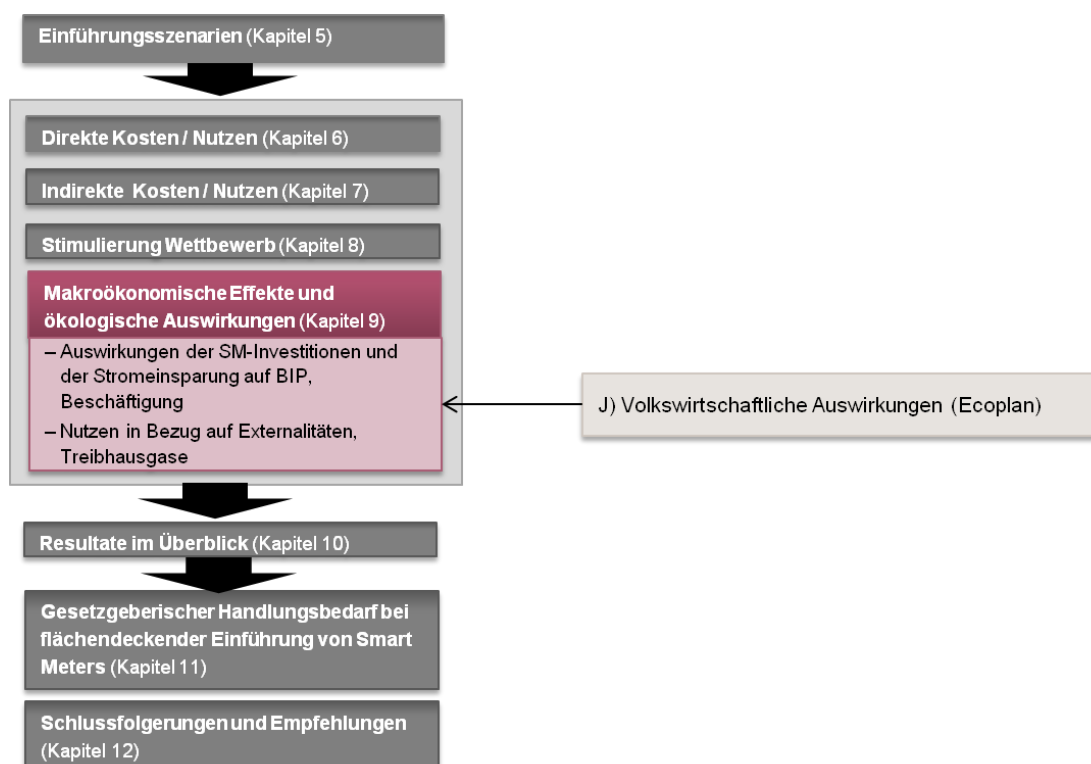 Einführungsszenarien (Kapitel 5)
Direkte Kosten / Nutzen (Kapitel 6)
Indirekte Kosten / Nutzen (Kapitel 7)
Stimulierung Wettbewerb (Kapitel 8)
Makroökonomische Effekte und
ökologische Auswirkungen (Kapitel 9)
– Auswirkungen der SM-Investitionen und
der Stromeinsparung auf BIP,
Beschäftigung
– Nutzen in Bezug auf Externalitäten,
Treibhausgase
J) Volkswirtschaftliche Auswirkungen (Ecoplan)
Resultate im Überblick (Kapitel 10)
Gesetzgeberischer Handlungsbedarf bei
flächendeckender Einführung von Smart
Meters (Kapitel 11)
Schlussfolgerungen und Empfehlungen
(Kapitel 12)